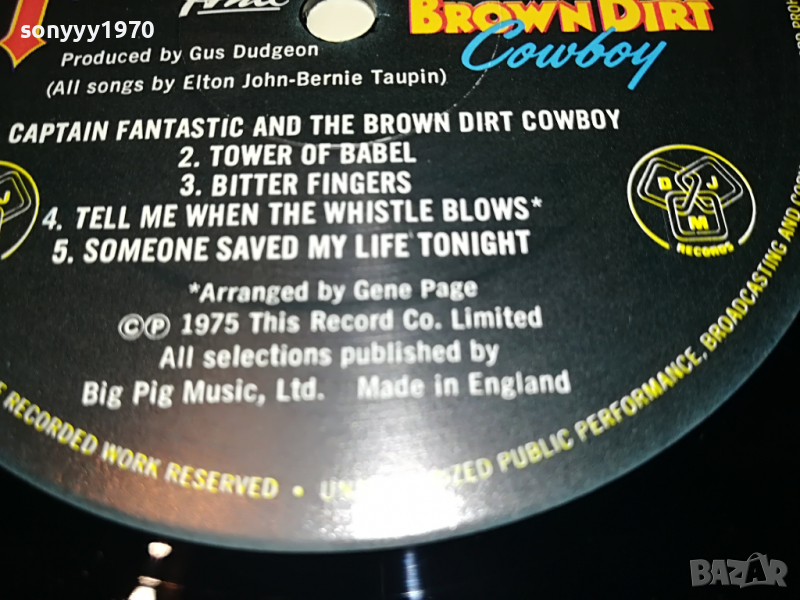 sonyyy1970
BROWN DIRT
Cowboy
Produced by Gus Dudgeon
(All songs by Elton John-Bernie Taupin)
CAPTAIN FANTASTIC AND THE BROWN DIRT COWBOY
2. TOWER OF BABEL
3. BITTER FINGERS
4. TELL ME WHEN THE WHISTLE BLOWS*
5. SOMEONE SAVED MY LIFE TONIGHT
*Arranged by Gene Page
©℗ 1975 This Record Co. Limited
All selections published by
Big Pig Music, Ltd. Made in England
D J
M
RECORDS
RECORDED WORK RESERVED • PUBLIC PERFORMANCE, BROADCASTING AND
BAZAR